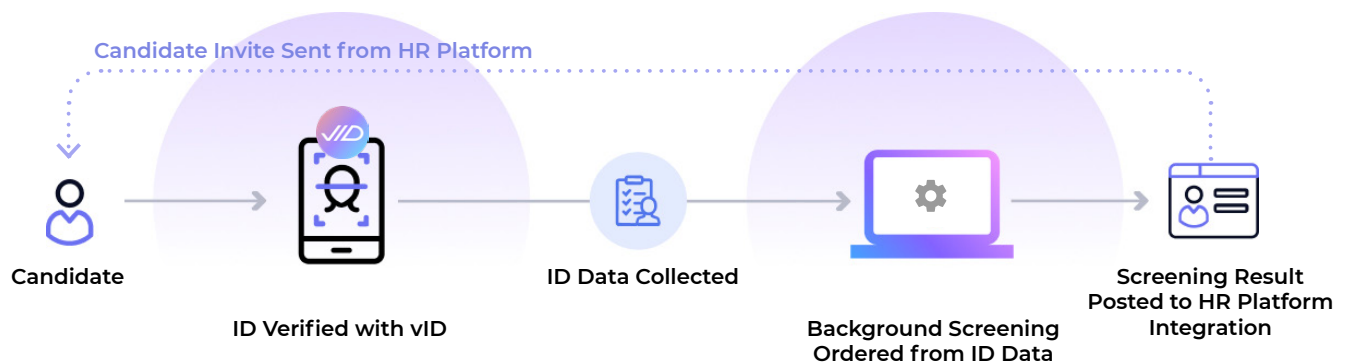 Candidate Invite Sent from HR Platform
vID
Candidate
ID Verified with vID
ID Data Collected
Background Screening
Ordered from ID Data
Screening Result
Posted to HR Platform
Integration